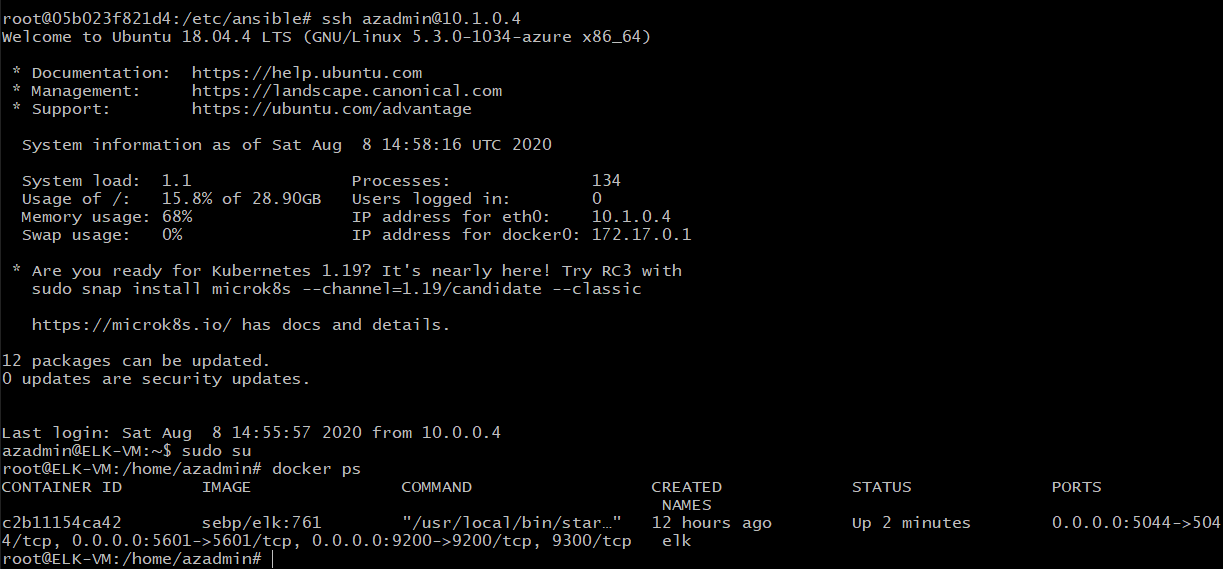 root@05b023f821d4:/etc/ansible# ssh azadmin@10.1.0.4
Welcome to Ubuntu 18.04.4 LTS (GNU/Linux 5.3.0-1034-azure x86_64)
* Documentation:  https://help.ubuntu.com
* Management:     https://landscape.canonical.com
* Support:        https://ubuntu.com/advantage
System information as of Sat Aug  8 14:58:16 UTC 2020
System load:  1.1                Processes:              134
Usage of /:   15.8% of 28.90GB   Users logged in:        0
Memory usage: 68%                IP address for eth0:    10.1.0.4
Swap usage:   0%                 IP address for docker0: 172.17.0.1
* Are you ready for Kubernetes 1.19? It's nearly here! Try RC3 with
sudo snap install microk8s --channel=1.19/candidate --classic
https://microk8s.io/ has docs and details.
12 packages can be updated.
0 updates are security updates.
Last login: Sat Aug  8 14:55:57 2020 from 10.0.0.4
azadmin@ELK-VM:~$ sudo su
root@ELK-VM:/home/azadmin# docker ps
CONTAINER ID        IMAGE               COMMAND                  CREATED             STATUS              PORTS
NAMES
c2b11154ca42        sebp/elk:761        "/usr/local/bin/star…"   12 hours ago        Up 2 minutes        0.0.0.0:5044->504
4/tcp, 0.0.0.0:5601->5601/tcp, 0.0.0.0:9200->9200/tcp, 9300/tcp   elk
root@ELK-VM:/home/azadmin#